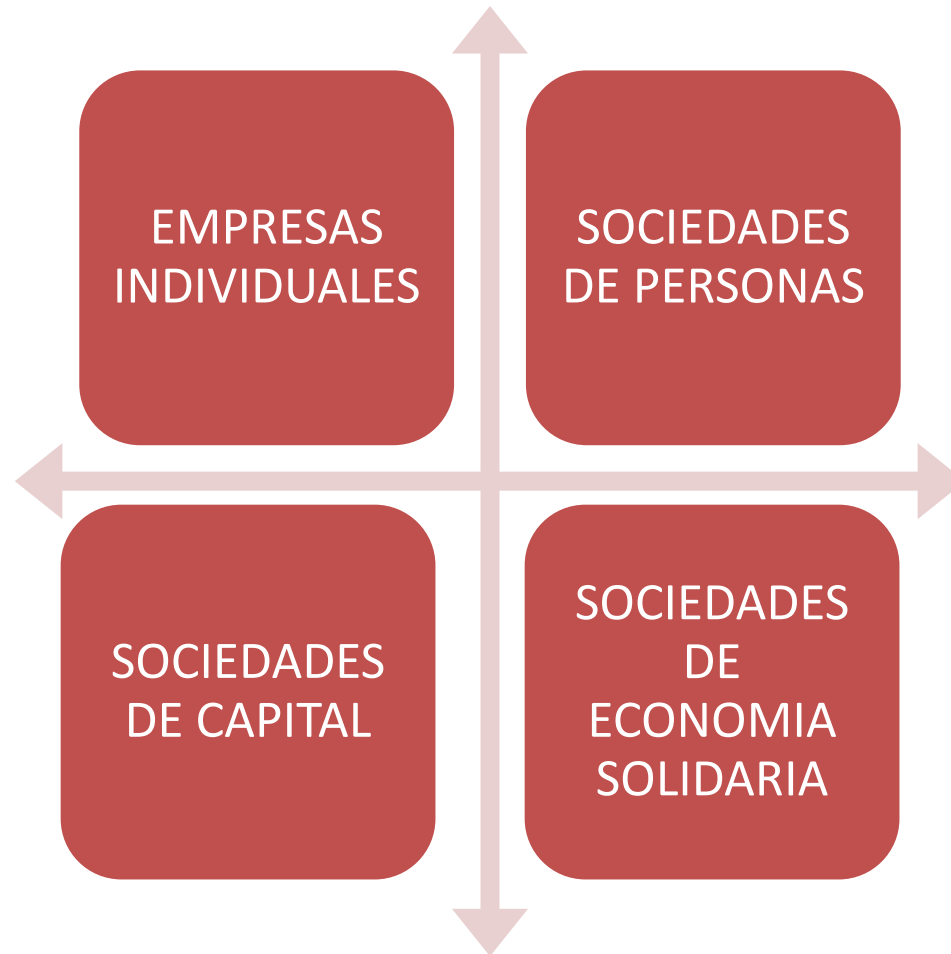 EMPRESAS
INDIVIDUALES
SOCIEDADES
DE PERSONAS
SOCIEDADES
DE CAPITAL
SOCIEDADES
DE
ECONOMIA
SOLIDARIA